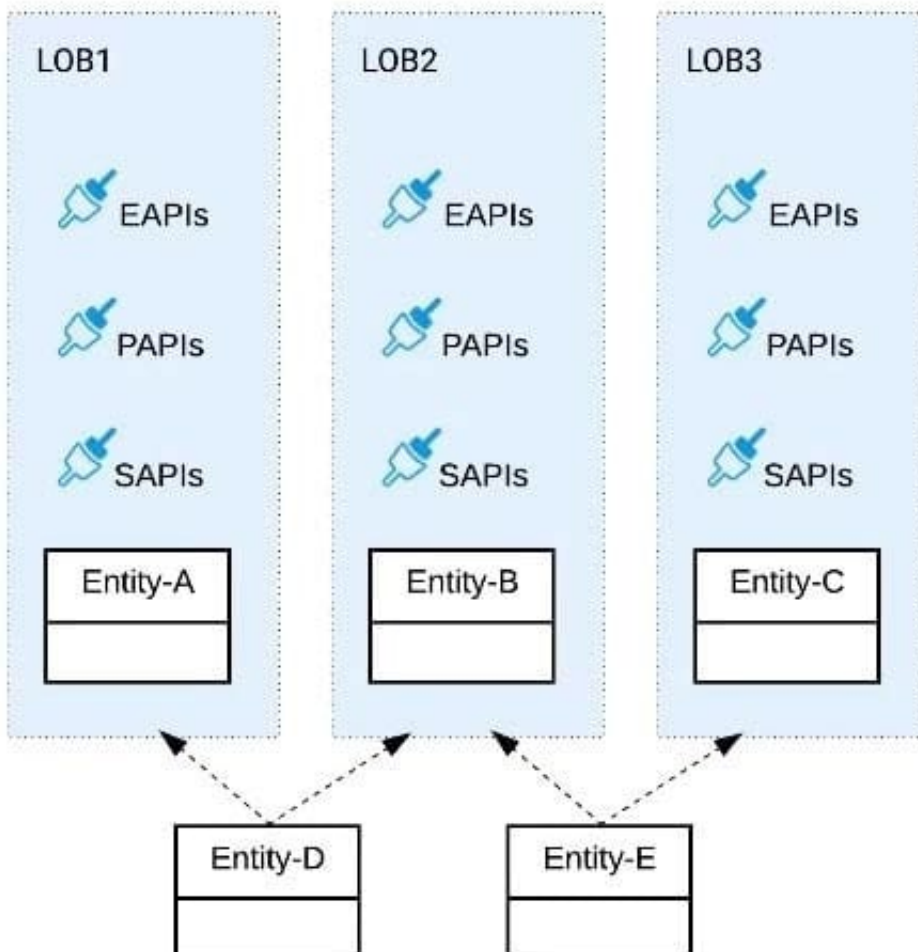 LOB1
EAPIs
PAPIs
SAPIs
Entity-A
LOB2
EAPIs
PAPIs
SAPIs
Entity-B
LOB3
EAPIs
PAPIs
SAPIs
Entity-C
Entity-D
Entity-E